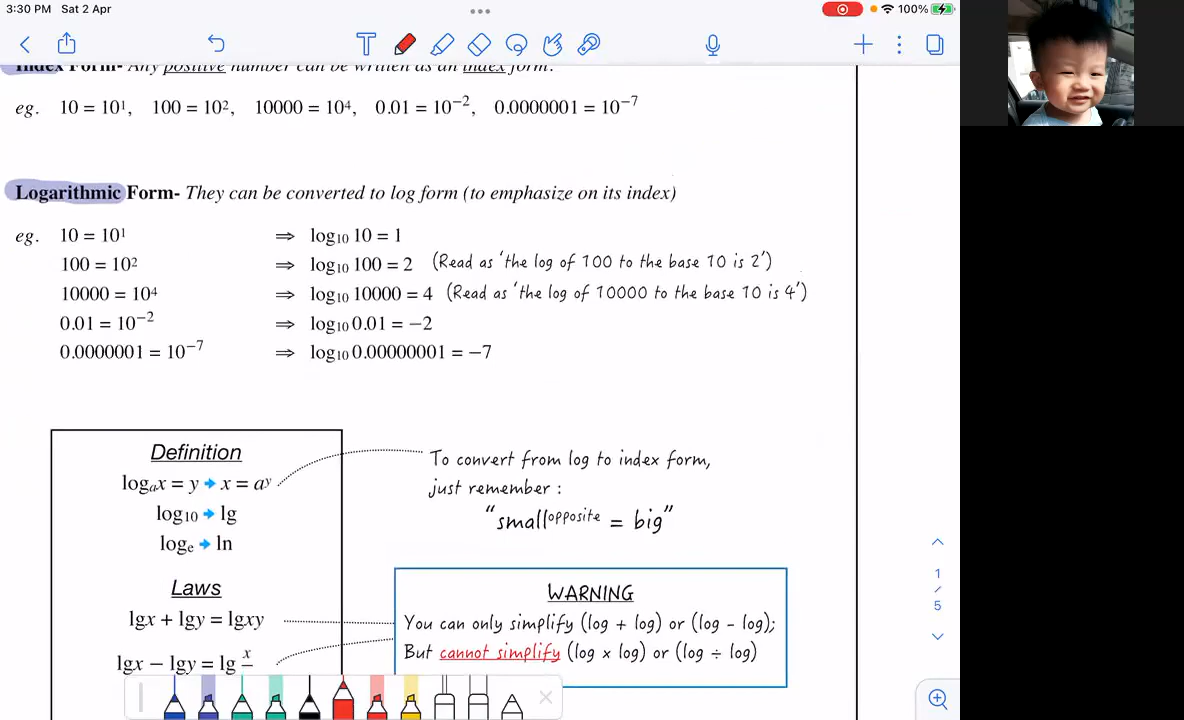 3:30 PM Sat 2 Apr
100%
Index Form- Any positive number can be written as an index form.
eg. 10 = 10¹, 100 = 10², 10000 = 10⁴, 0.01 = 10⁻², 0.0000001 = 10⁻⁷
Logarithmic Form- They can be converted to log form (to emphasize on its index)
eg. 10 = 10¹ ⇒ log₁₀ 10 = 1
100 = 10² ⇒ log₁₀ 100 = 2 (Read as 'the log of 100 to the base 10 is 2')
10000 = 10⁴ ⇒ log₁₀ 10000 = 4 (Read as 'the log of 10000 to the base 10 is 4')
0.01 = 10⁻² ⇒ log₁₀ 0.01 = −2
0.0000001 = 10⁻⁷ ⇒ log₁₀ 0.00000001 = −7
Definition
logₐx = y → x = aʸ
log₁₀ → lg
logₑ → ln
To convert from log to index form,
just remember :
"small^opposite = big"
Laws
lgx + lgy = lgxy
lgx − lgy = lg x
WARNING
You can only simplify (log + log) or (log - log);
But cannot simplify (log × log) or (log ÷ log)
1
/
5